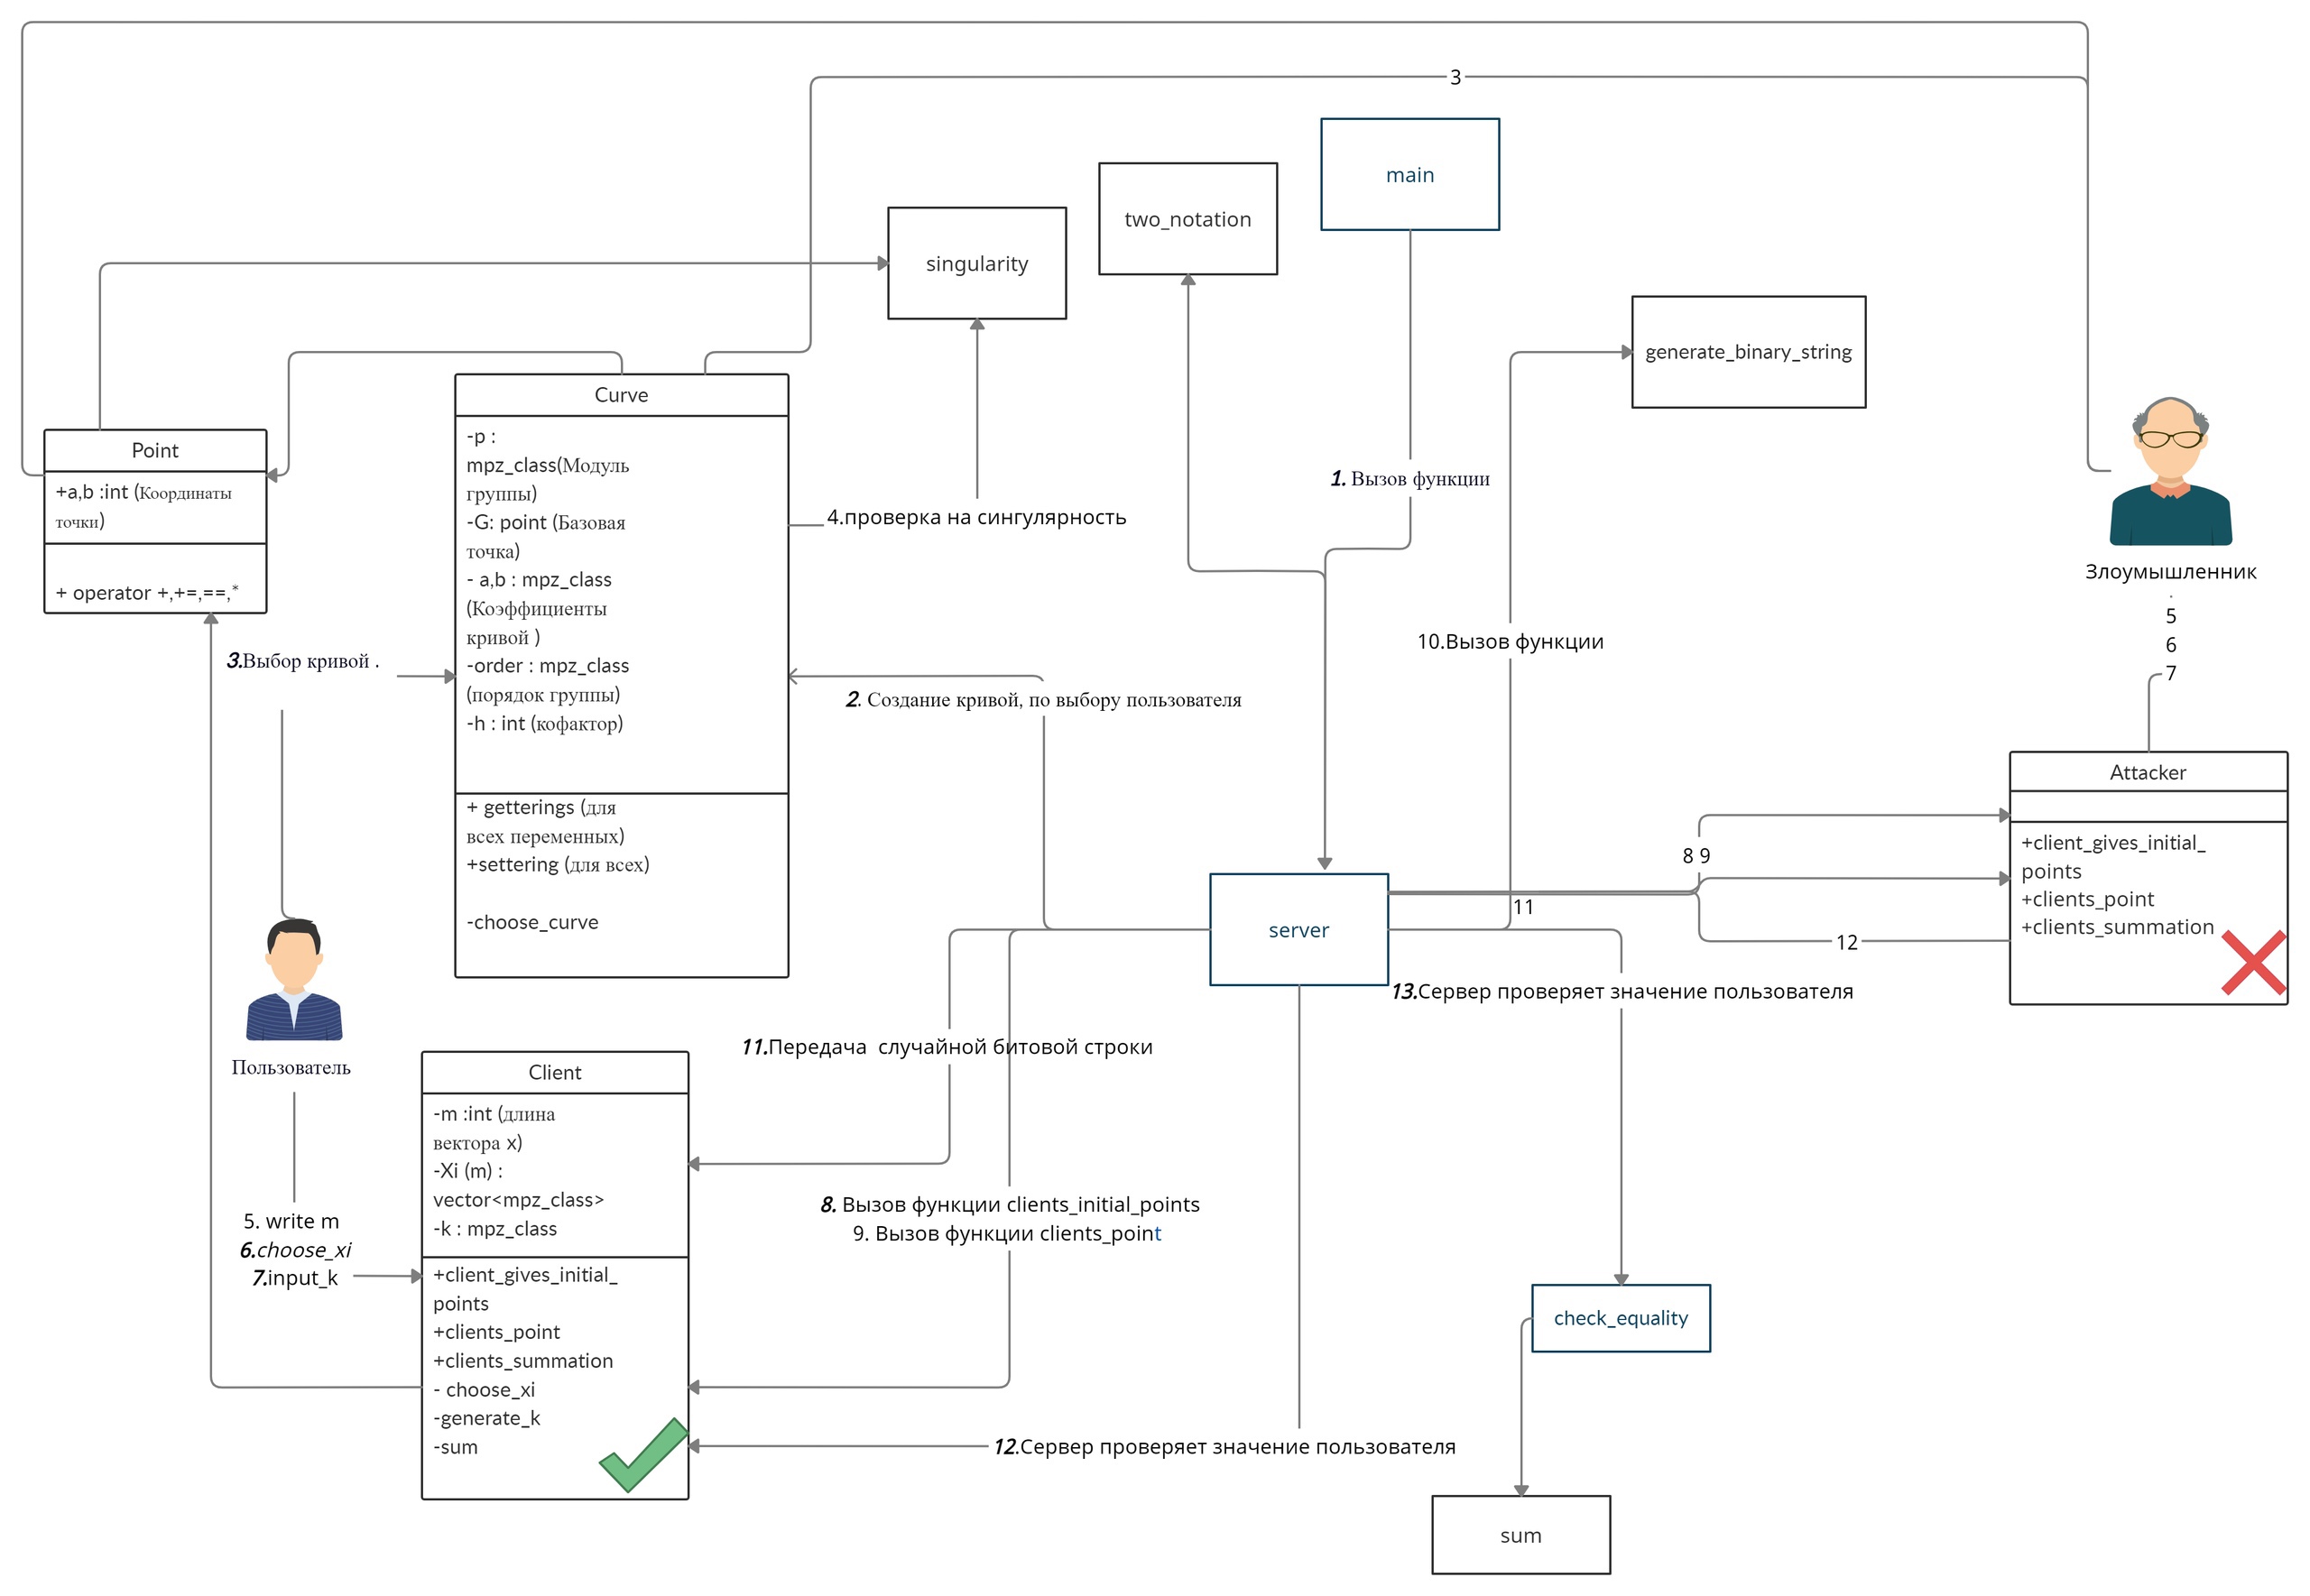 3
main
two_notation
singularity
generate_binary_string
Curve
-p :
mpz_class(Модуль
группы)
-G: point (Базовая
точка)
- a,b : mpz_class
(Коэффициенты
кривой )
-order : mpz_class
(порядок группы)
-h : int (кофактор)
+ getterings (для
всех переменных)
+settering (для всех)
-choose_curve
Point
+a,b :int (Координаты
точки)
+ operator +,+=,==,*
1. Вызов функции
4.проверка на сингулярность
Злоумышленник
.
5
6
7
10.Вызов функции
3.Выбор кривой .
2. Создание кривой, по выбору пользователя
Attacker
+client_gives_initial_
points
+clients_point
+clients_summation
8 9
11
12
server
13.Сервер проверяет значение пользователя
11.Передача  случайной битовой строки
Пользователь
Client
-m :int (длина
вектора x)
-Xi (m) :
vector<mpz_class>
-k : mpz_class
+client_gives_initial_
points
+clients_point
+clients_summation
- choose_xi
-generate_k
-sum
5. write m
6.choose_xi
7.input_k
8. Вызов функции clients_initial_points
9. Вызов функции clients_point
check_equality
12.Сервер проверяет значение пользователя
sum